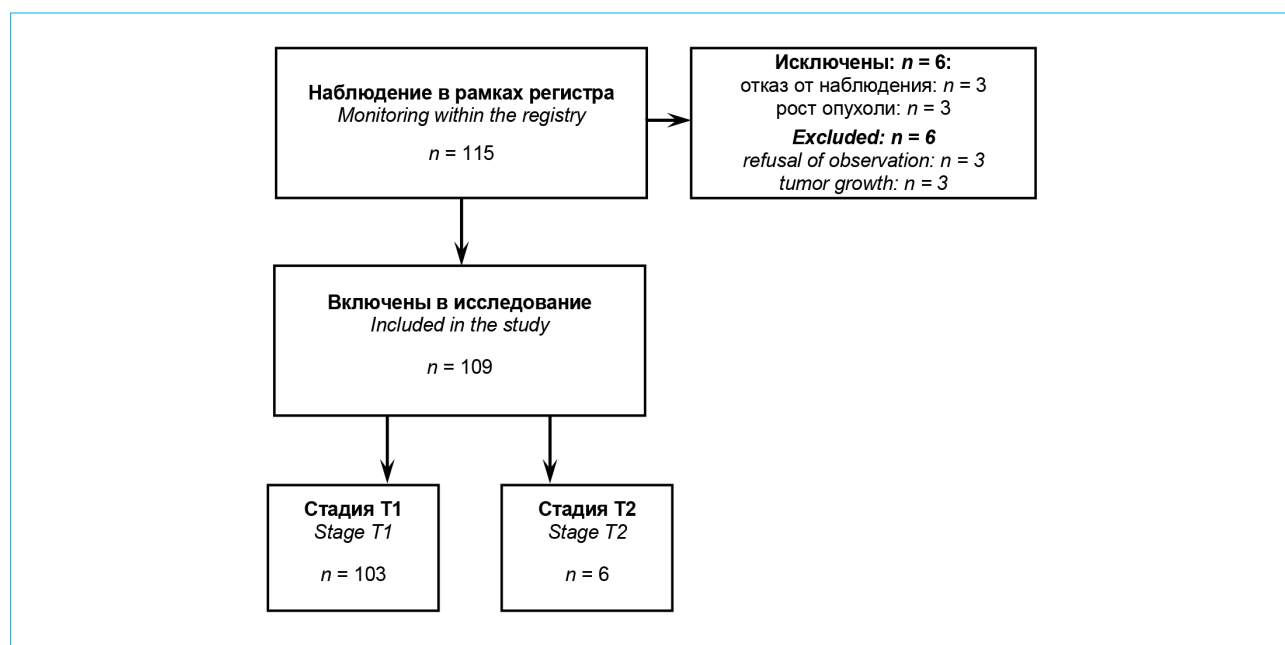 Наблюдение в рамках регистра
Monitoring within the registry
n = 115
Исключены: n = 6:
отказ от наблюдения: n = 3
рост опухоли: n = 3
Excluded: n = 6
refusal of observation: n = 3
tumor growth: n = 3
Включены в исследование
Included in the study
n = 109
Стадия T1
Stage T1
n = 103
Стадия T2
Stage T2
n = 6